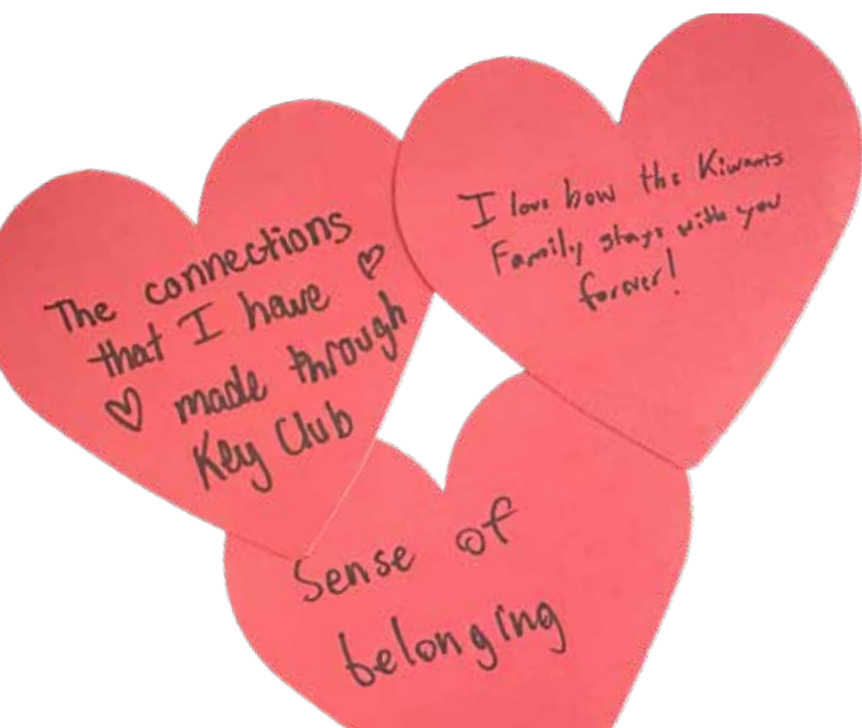 The connections
that I have ♡
♡ made through
Key Club
I love how the Kiwanis
Family stays with you
forever!
Sense of
belonging